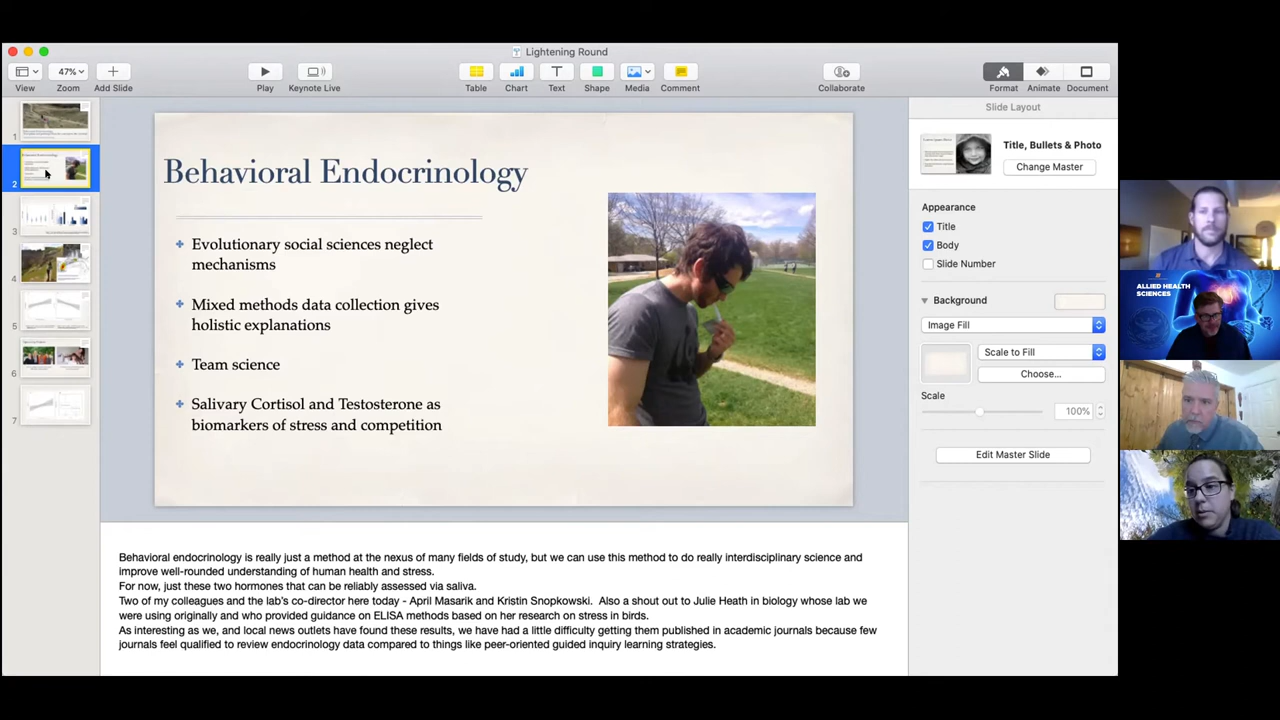 Lightening Round
47%
View
Zoom
Add Slide
Play
Keynote Live
Table
Chart
Text
Shape
Media
Comment
Collaborate
Format
Animate
Document
1
2
3
4
5
6
7
Behavioral Endocrinology
Evolutionary social sciences neglect
mechanisms
Mixed methods data collection gives
holistic explanations
Team science
Salivary Cortisol and Testosterone as
biomarkers of stress and competition
Behavioral endocrinology is really just a method at the nexus of many fields of study, but we can use this method to do really interdisciplinary science and
improve well-rounded understanding of human health and stress.
For now, just these two hormones that can be reliably assessed via saliva.
Two of my colleagues and the lab's co-director here today - April Masarik and Kristin Snopkowski.  Also a shout out to Julie Heath in biology whose lab we
were using originally and who provided guidance on ELISA methods based on her research on stress in birds.
As interesting as we, and local news outlets have found these results, we have had a little difficulty getting them published in academic journals because few
journals feel qualified to review endocrinology data compared to things like peer-oriented guided inquiry learning strategies.
Slide Layout
Title, Bullets & Photo
Change Master
Appearance
Title
Body
Slide Number
Background
Image Fill
Scale to Fill
Choose...
Scale
100%
Edit Master Slide
ALLIED HEALTH
SCIENCES